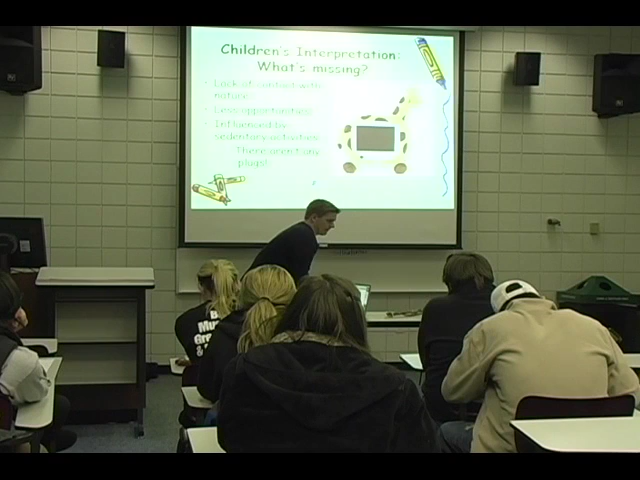 Children's Interpretation:
What's missing?
• Lack of contact with
nature
• Less opportunities
• Influenced by
sedentary activities
There aren't any
plugs!